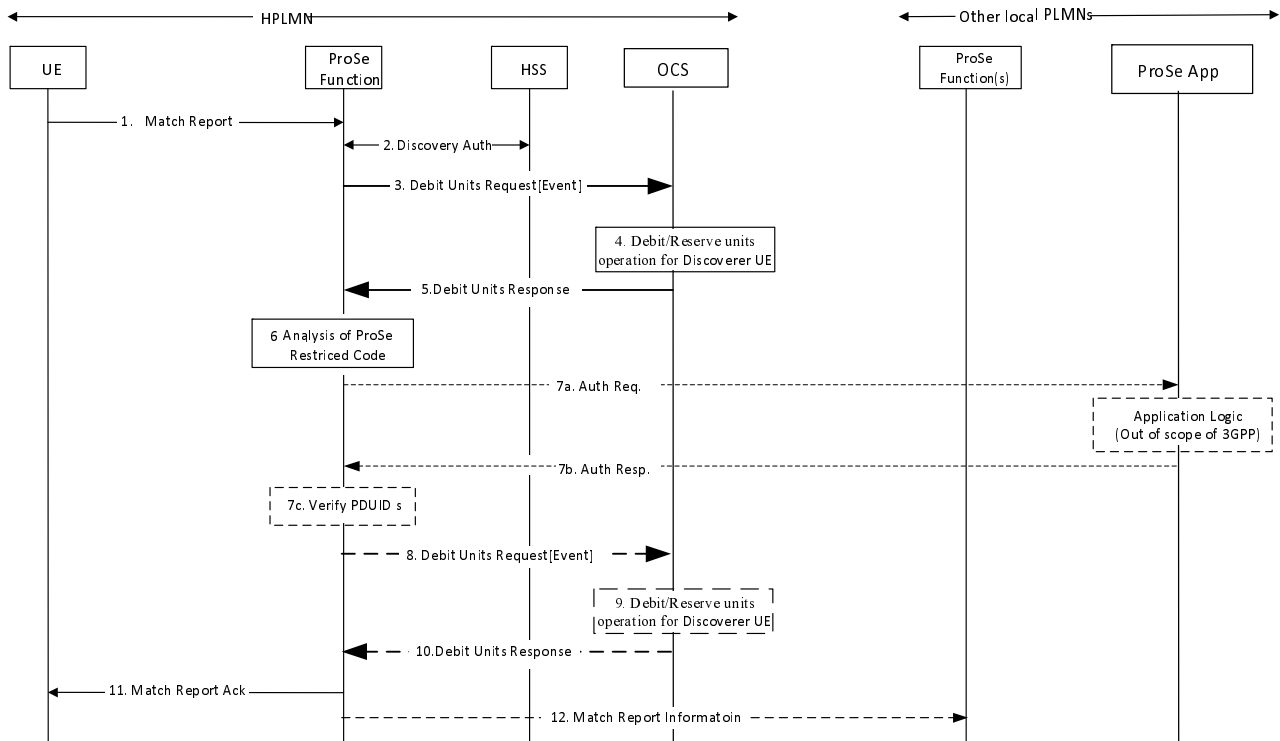 HPLMN
Other local PLMNs
UE
ProSe
Function
HSS
OCS
ProSe
Function(s)
ProSe App
1. Match Report
2. Discovery Auth
3. Debit Units Request[Event]
4. Debit/Reserve units
operation for Discoverer UE
5.Debit Units Response
6 Analysis of ProSe
Restriced Code
7a. Auth Req.
Application Logic
(Out of scope of 3GPP)
7b. Auth Resp.
7c. Verify PDUID s
8. Debit Units Request[Event]
9. Debit/Reserve units
operation for Discoverer UE
10.Debit Units Response
11. Match Report Ack
12. Match Report Informatoin